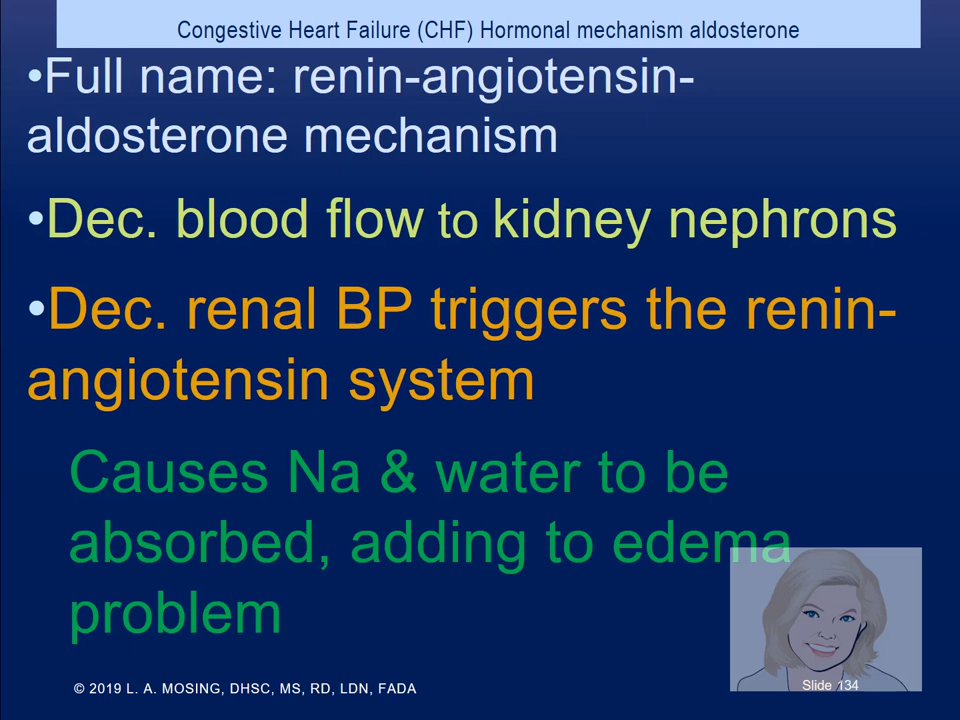 Congestive Heart Failure (CHF) Hormonal mechanism aldosterone
•Full name: renin-angiotensin-
aldosterone mechanism
•Dec. blood flow to kidney nephrons
•Dec. renal BP triggers the renin-
angiotensin system
Causes Na & water to be
absorbed, adding to edema
problem
© 2019 L. A. MOSING, DHSC, MS, RD, LDN, FADA
Slide 134